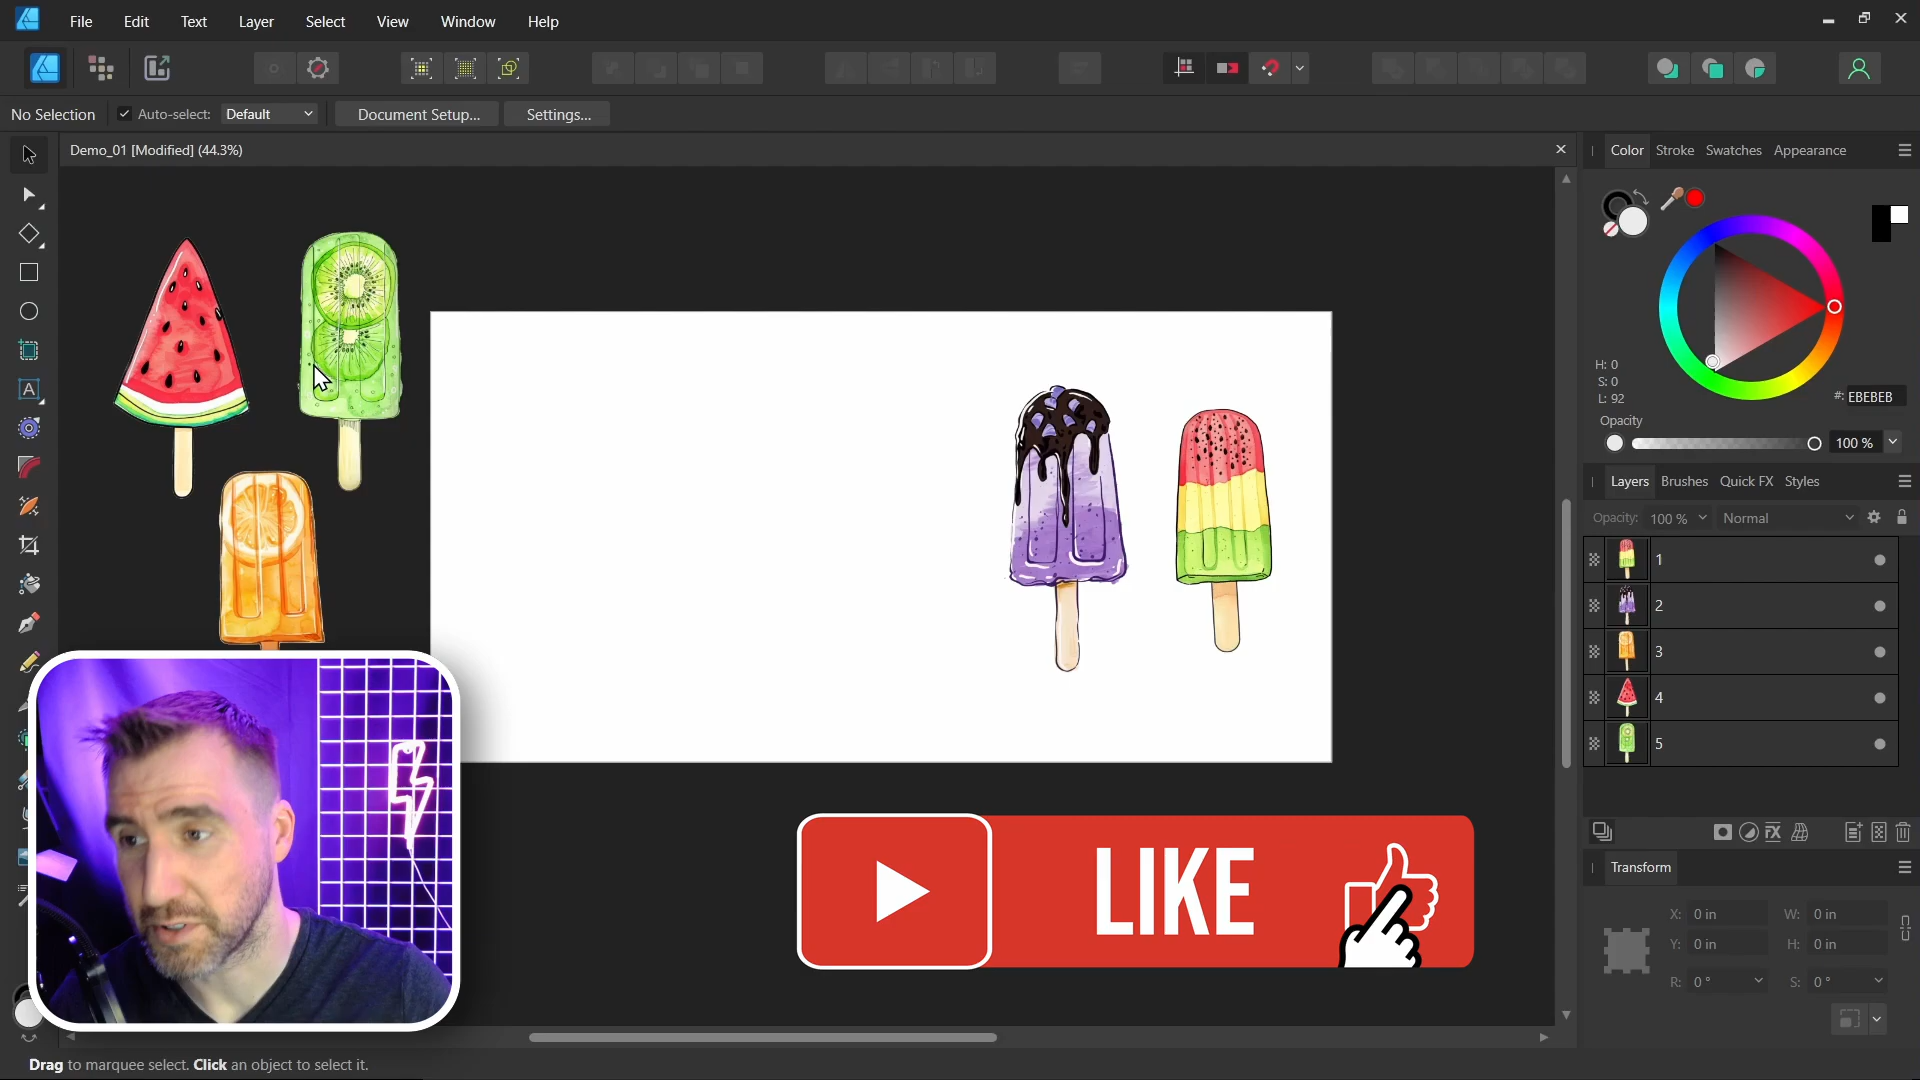 File Edit Text Layer Select View Window Help
No Selection Auto-select: Default Document Setup... Settings...
Demo_01 [Modified] (44.3%)
Color Stroke Swatches Appearance
H: 0
S: 0
L: 92
#: EBEBEB
Opacity
100 %
Layers Brushes Quick FX Styles
Opacity: 100 % Normal
1
2
3
4
5
Transform
X: 0 in W: 0 in
Y: 0 in H: 0 in
R: 0 ° S: 0 °
LIKE
Drag to marquee select. Click an object to select it.